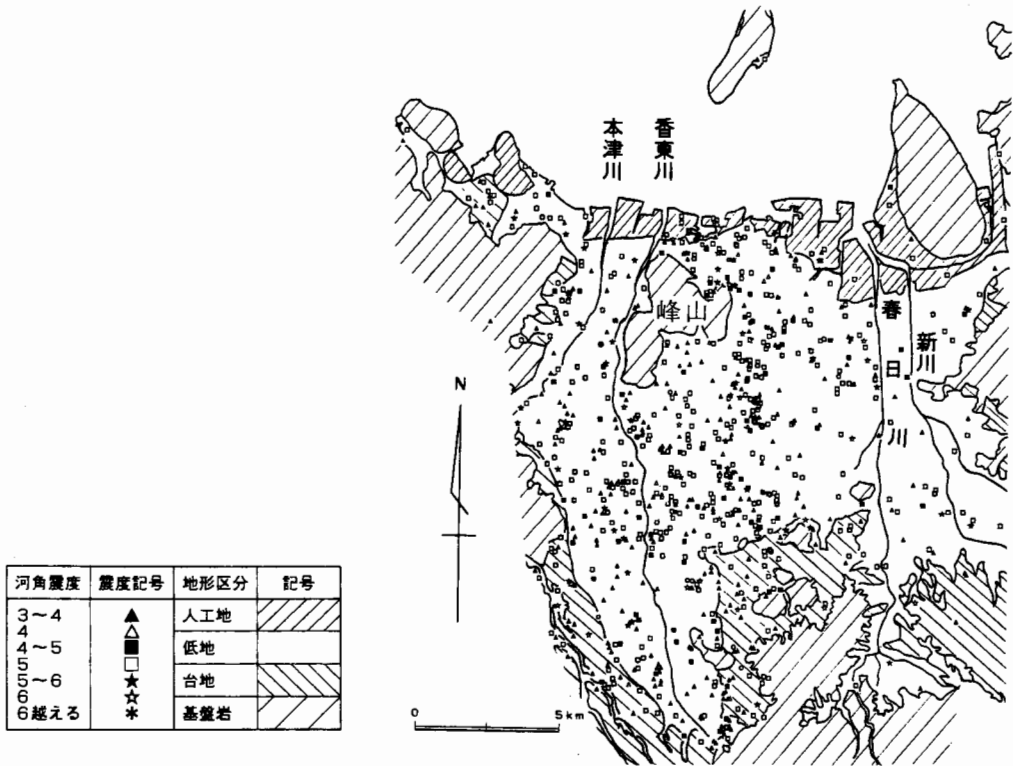 本津川
香東川
峰山
春日川
新川
N
河角震度 震度記号 地形区分 記号
3～4 ▲ 人工地
4 △
4～5 ■ 低地
5 □
5～6 ★ 台地
6 ☆
6越える * 基盤岩
0 5km